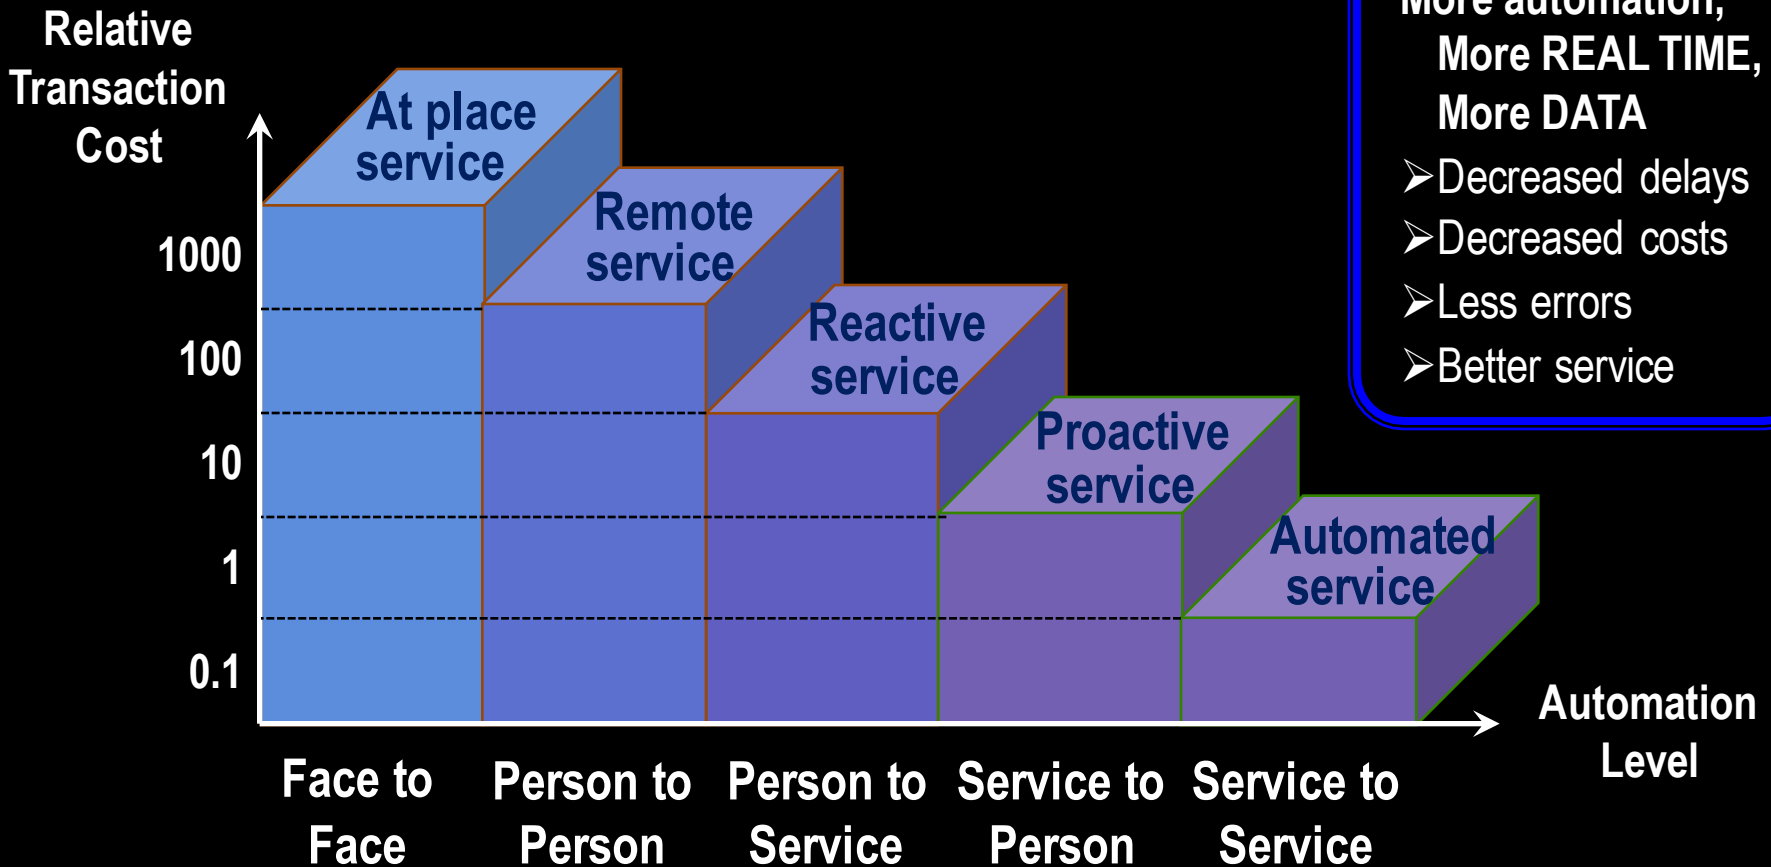 Relative
Transaction
Cost
1000
100
10
1
0.1
At place
service
Remote
service
Reactive
service
Proactive
service
Automated
service
Face to
Face
Person to
Person
Person to
Service
Service to
Person
Service to
Service
Automation
Level
More automation,
More REAL TIME,
More DATA
➢Decreased delays
➢Decreased costs
➢Less errors
➢Better service